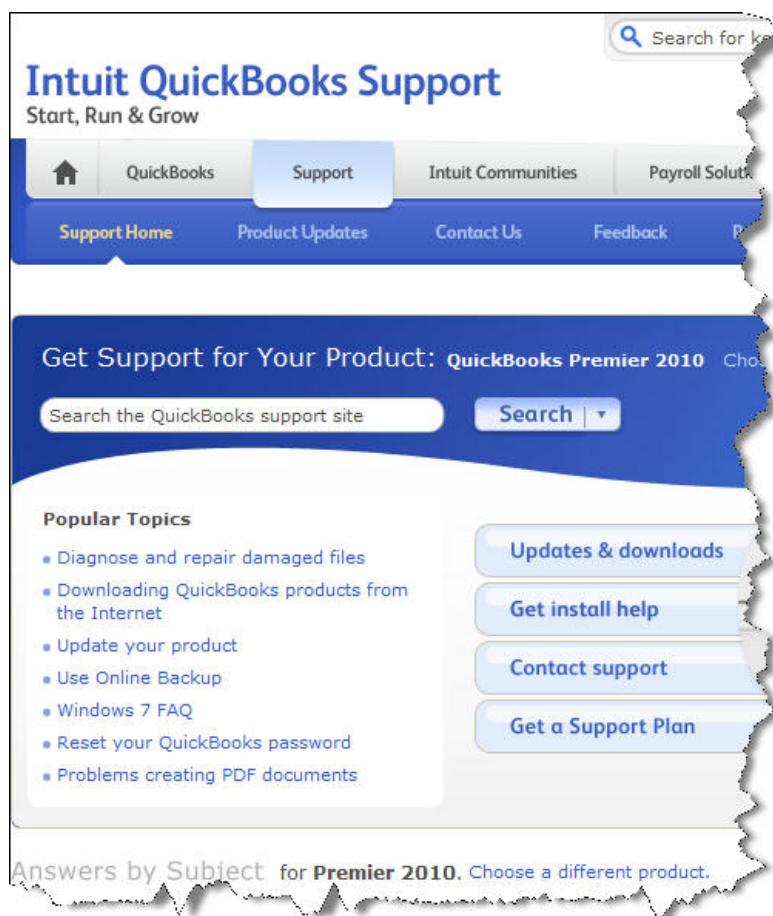 Search for
Intuit QuickBooks Support
Start, Run & Grow
QuickBooks Support Intuit Communities Payroll
Support Home Product Updates Contact Us Feedback
Get Support for Your Product: QuickBooks Premier 2010
Search the QuickBooks support site Search
Popular Topics
Diagnose and repair damaged files
Downloading QuickBooks products from
the Internet
Update your product
Use Online Backup
Windows 7 FAQ
Reset your QuickBooks password
Problems creating PDF documents
Updates & downloads
Get install help
Contact support
Get a Support Plan
Answers by Subject for Premier 2010. Choose a different product.